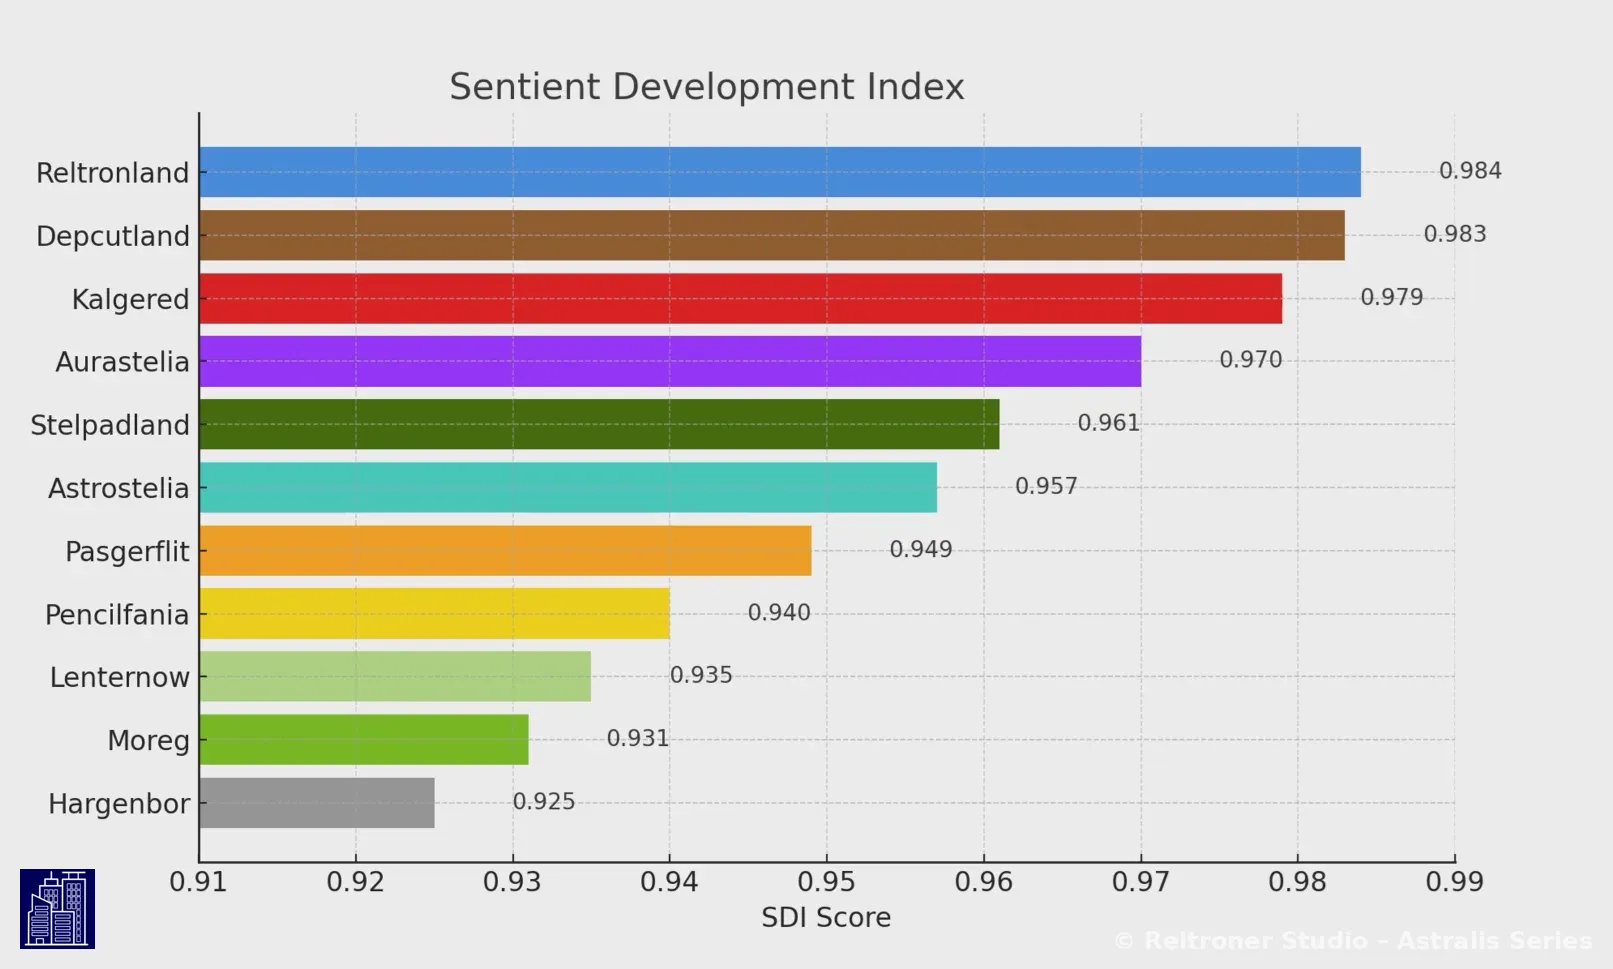 Sentient Development Index
Reltronland 0.984
Depcutland 0.983
Kalgered 0.979
Aurastelia 0.970
Stelpadland 0.961
Astrostelia 0.957
Pasgerflit 0.949
Pencilfania 0.940
Lenternow 0.935
Moreg 0.931
Hargenbor 0.925
0.91 0.92 0.93 0.94 0.95 0.96 0.97 0.98 0.99
SDI Score
© Reltroner Studio – Astralis Series